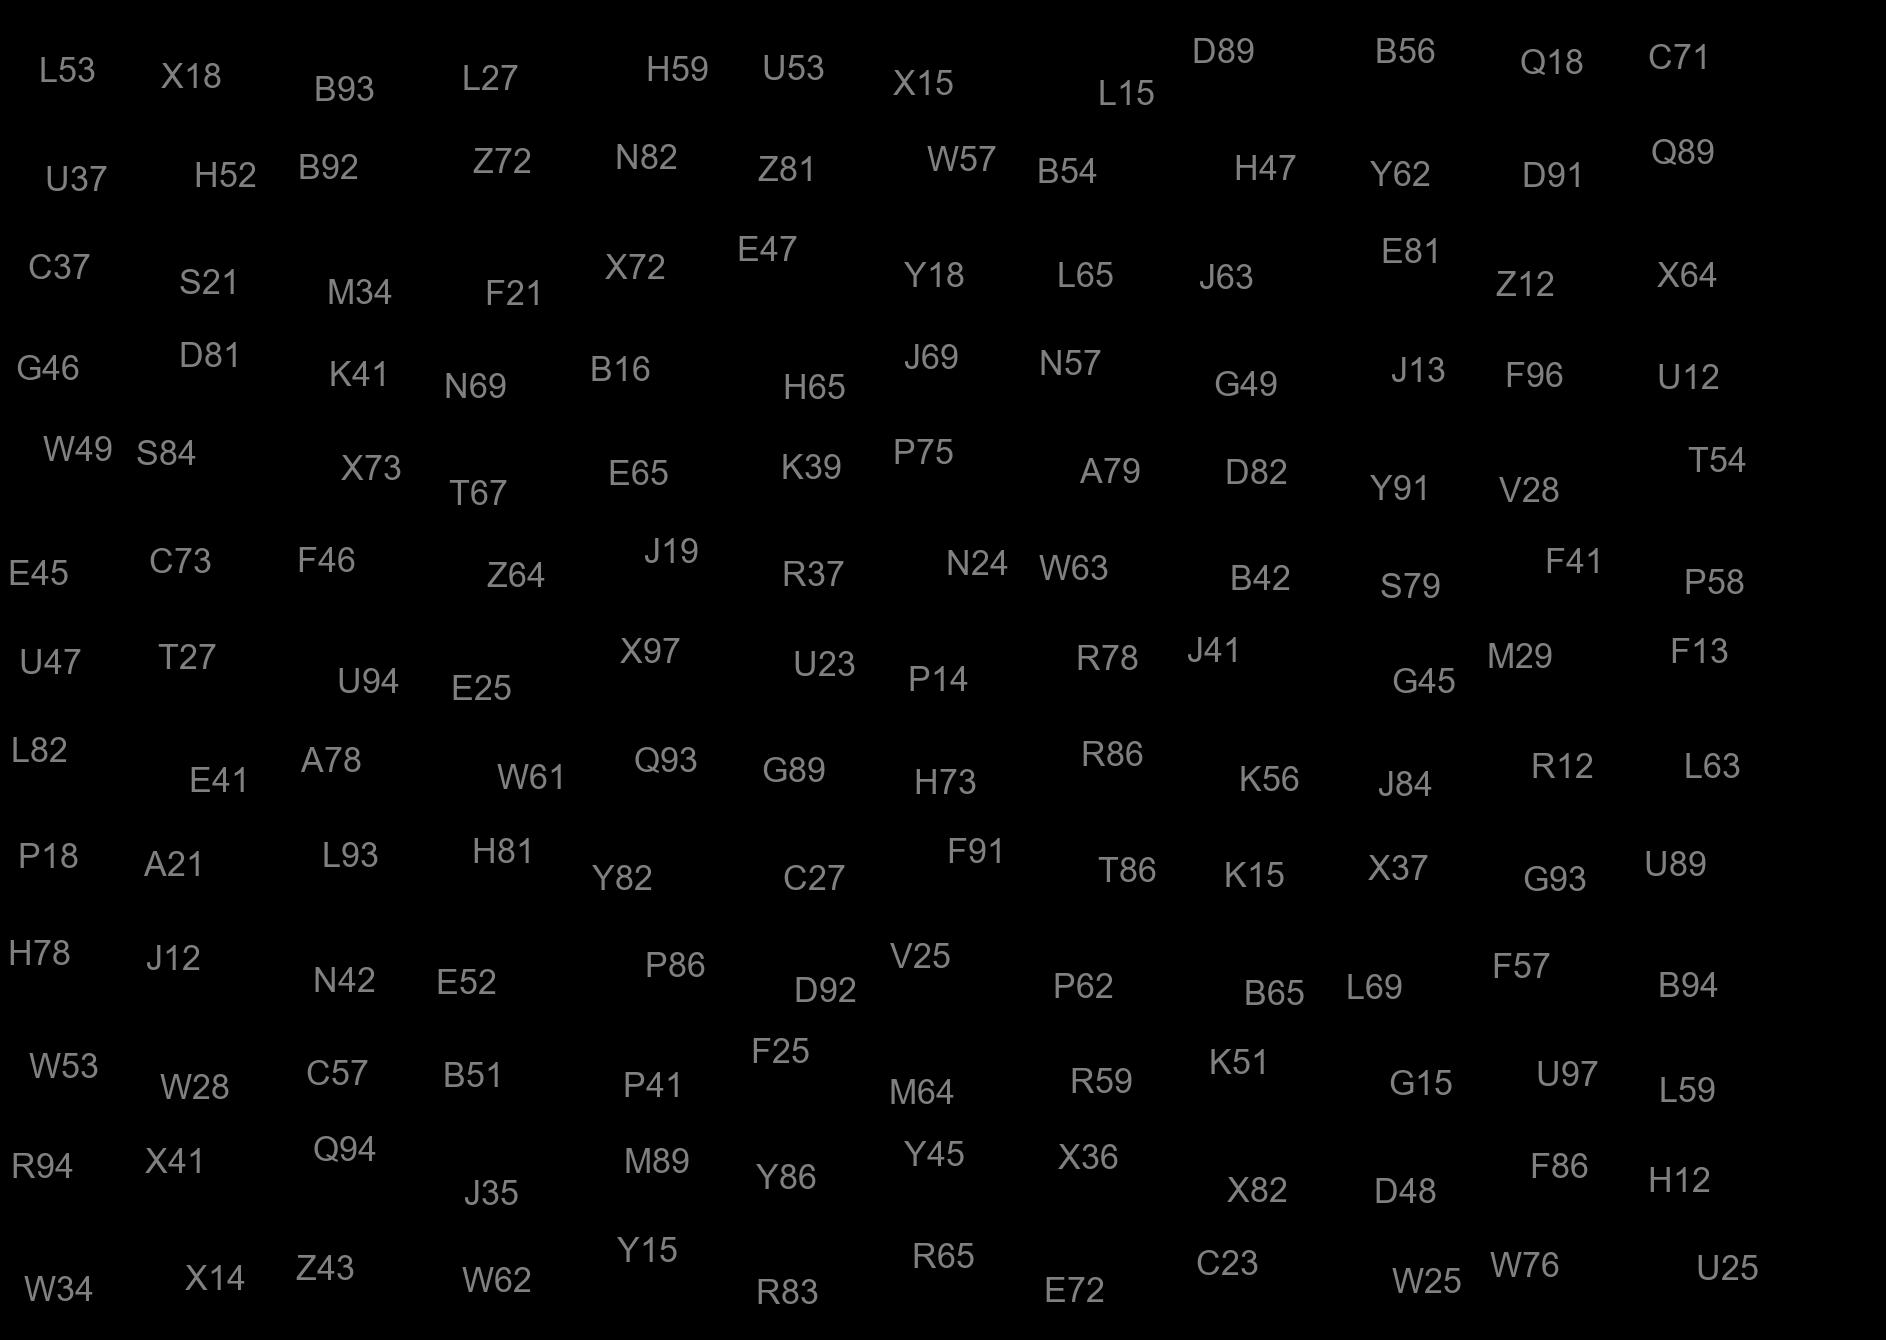 L53 X18 B93 L27 H59 U53 X15 L15 D89 B56 Q18 C71
U37 H52 B92 Z72 N82 Z81 W57 B54 H47 Y62 D91 Q89
C37 S21 M34 F21 X72 E47 Y18 L65 J63 E81 Z12 X64
G46 D81 K41 N69 B16 H65 J69 N57 G49 J13 F96 U12
W49 S84 X73 T67 E65 K39 P75 A79 D82 Y91 V28 T54
E45 C73 F46 Z64 J19 R37 N24 W63 B42 S79 F41 P58
U47 T27 U94 E25 X97 U23 P14 R78 J41 G45 M29 F13
L82 E41 A78 W61 Q93 G89 H73 R86 K56 J84 R12 L63
P18 A21 L93 H81 Y82 C27 F91 T86 K15 X37 G93 U89
H78 J12 N42 E52 P86 D92 V25 P62 B65 L69 F57 B94
W53 W28 C57 B51 P41 F25 M64 R59 K51 G15 U97 L59
R94 X41 Q94 J35 M89 Y86 Y45 X36 X82 D48 F86 H12
W34 X14 Z43 W62 Y15 R83 R65 E72 C23 W25 W76 U25